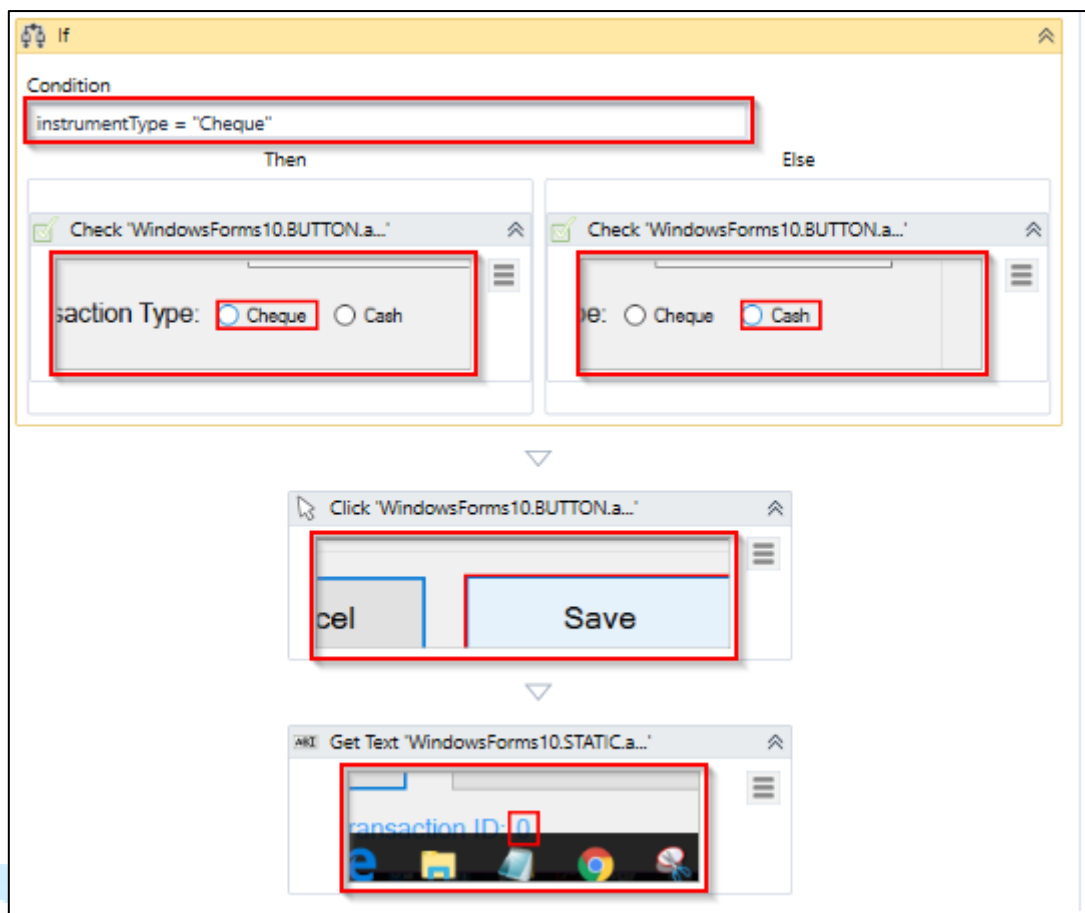 If
Condition
instrumentType = "Cheque"
Then
Else
Check 'WindowsForms10.BUTTON.a...'
Check 'WindowsForms10.BUTTON.a...'
saction Type: Cheque Cash
pe: Cheque Cash
Click 'WindowsForms10.BUTTON.a...'
cel Save
ABI Get Text 'WindowsForms10.STATIC.a...'
ransaction ID: 0